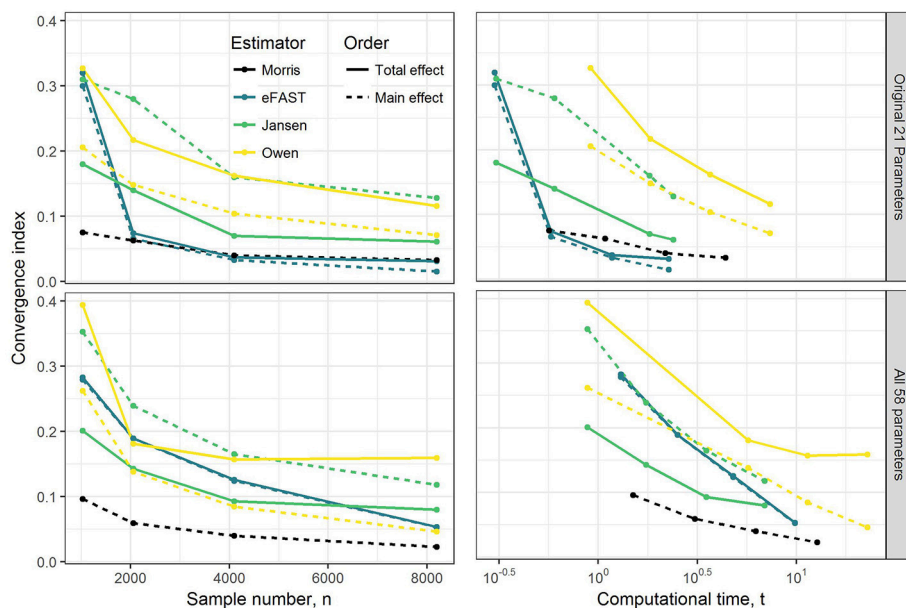 0.4
0.3
0.2
0.1
0.0
Estimator
Order
Morris
Total effect
eFAST
Main effect
Jansen
Owen
Original 21 Parameters
Convergence index
0.4
0.3
0.2
0.1
0.0
All 58 parameters
2000
4000
6000
8000
10^-0.5
10^0
10^0.5
10^1
Sample number, n
Computational time, t